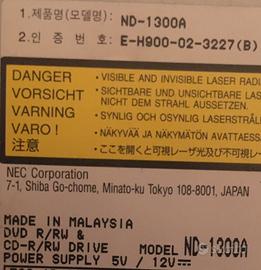 1.제품명(모델명) : ND-1300A
2.인 증 번 호 : E-H900-02-3227(B)
DANGER
VORSICHT
VARNING
VARO !
注意
• VISIBLE AND INVISIBLE LASER
• SICHTBARE UND UNSICHTBARE
NICHT DEM STRAHL AUSSETZEN.
• SYNLIG OCH OSYNLIG
• NÄKYVÄÄ JA NÄKYMÄTÖN
• ここを開くと可視レーザ光及び不可視レー
NEC Corporation
7-1, Shiba Go-chome, Minato-ku Tokyo 108-8001, JAPAN
MADE IN MALAYSIA
DVD R/RW &
CD-R/RW DRIVE MODEL ND-1300A
POWER SUPPLY 5V / 12V